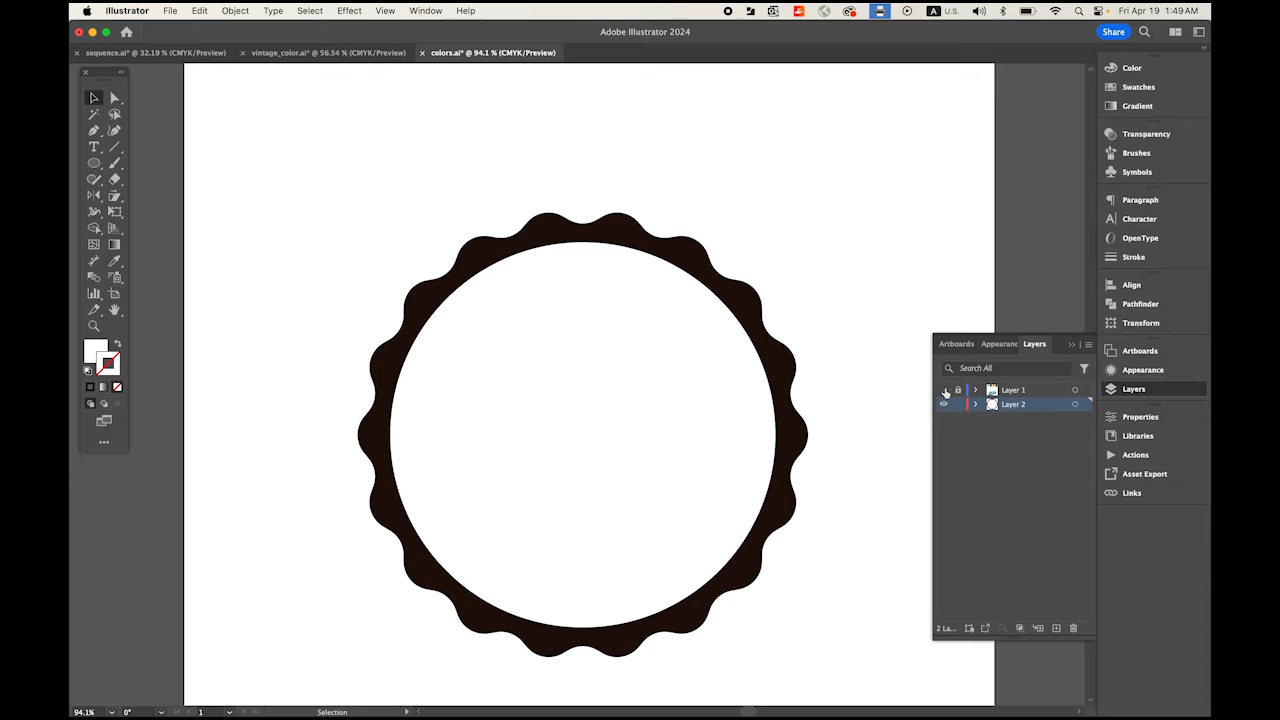 Illustrator File Edit Object Type Select Effect View Window Help A U.S. Fri Apr 19 1:49AM
Adobe Illustrator 2024
Share
sequence.ai* @ 32.19 % (CMYK/Preview) vintage_color.ai* @ 56.54 % (CMYK/Preview) colors.ai* @ 94.1 % (CMYK/Preview)
Color
Swatches
Gradient
Transparency
Brushes
Symbols
Paragraph
Character
OpenType
Stroke
Align
Pathfinder
Transform
Artboards
Appearance
Layers
Properties
Libraries
Actions
Asset Export
Links
Artboards Appearanc Layers
Search All
Layer 1
Layer 2
2 La...
94.1% 0° 1 Selection